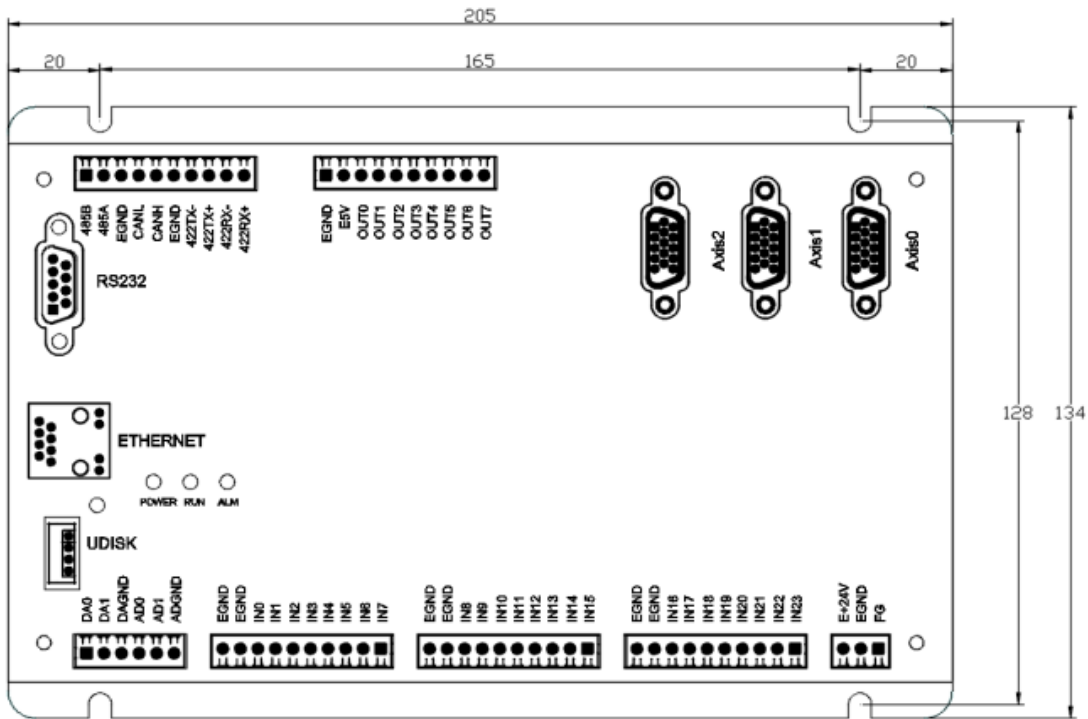 205
20 165 20
485B
485A
EGND
CANL
CANH
EGND
422TX-
422TX+
422RX-
422RX+
EGND
E5V
OUT0
OUT1
OUT2
OUT3
OUT4
OUT5
OUT6
OUT7
Axis2
Axis1
Axis0
RS232
128
134
ETHERNET
POWER RUN ALM
UDISK
DA0
DA1
DAGND
AD0
AD1
ADGND
EGND
EGND
IN0
IN1
IN2
IN3
IN4
IN5
IN6
IN7
EGND
EGND
IN8
IN9
IN10
IN11
IN12
IN13
IN14
IN15
EGND
EGND
IN16
IN17
IN18
IN19
IN20
IN21
IN22
IN23
E+24V
EGND
FG